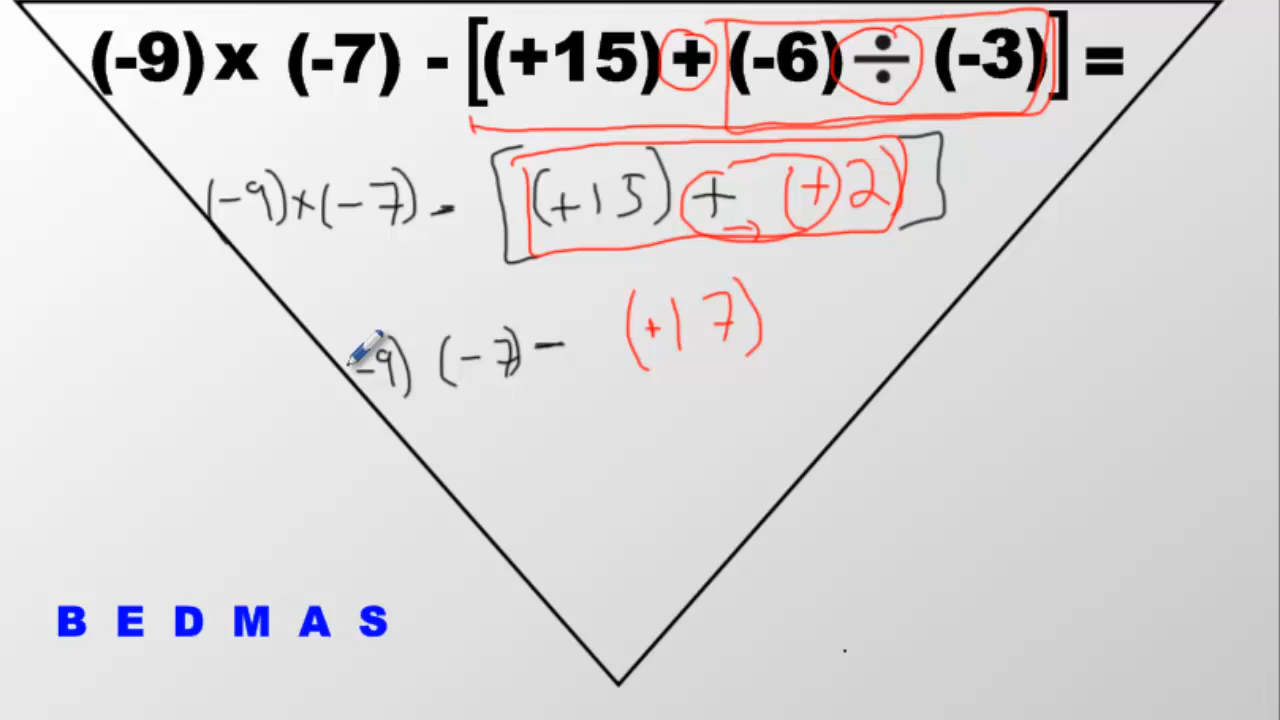 (-9) x (-7) - [(+15) + (-6) ÷ (-3)] =
(-9)×(-7) - [(+15) + (+2)]
-9) (-7) - (+17)
B E D M A S